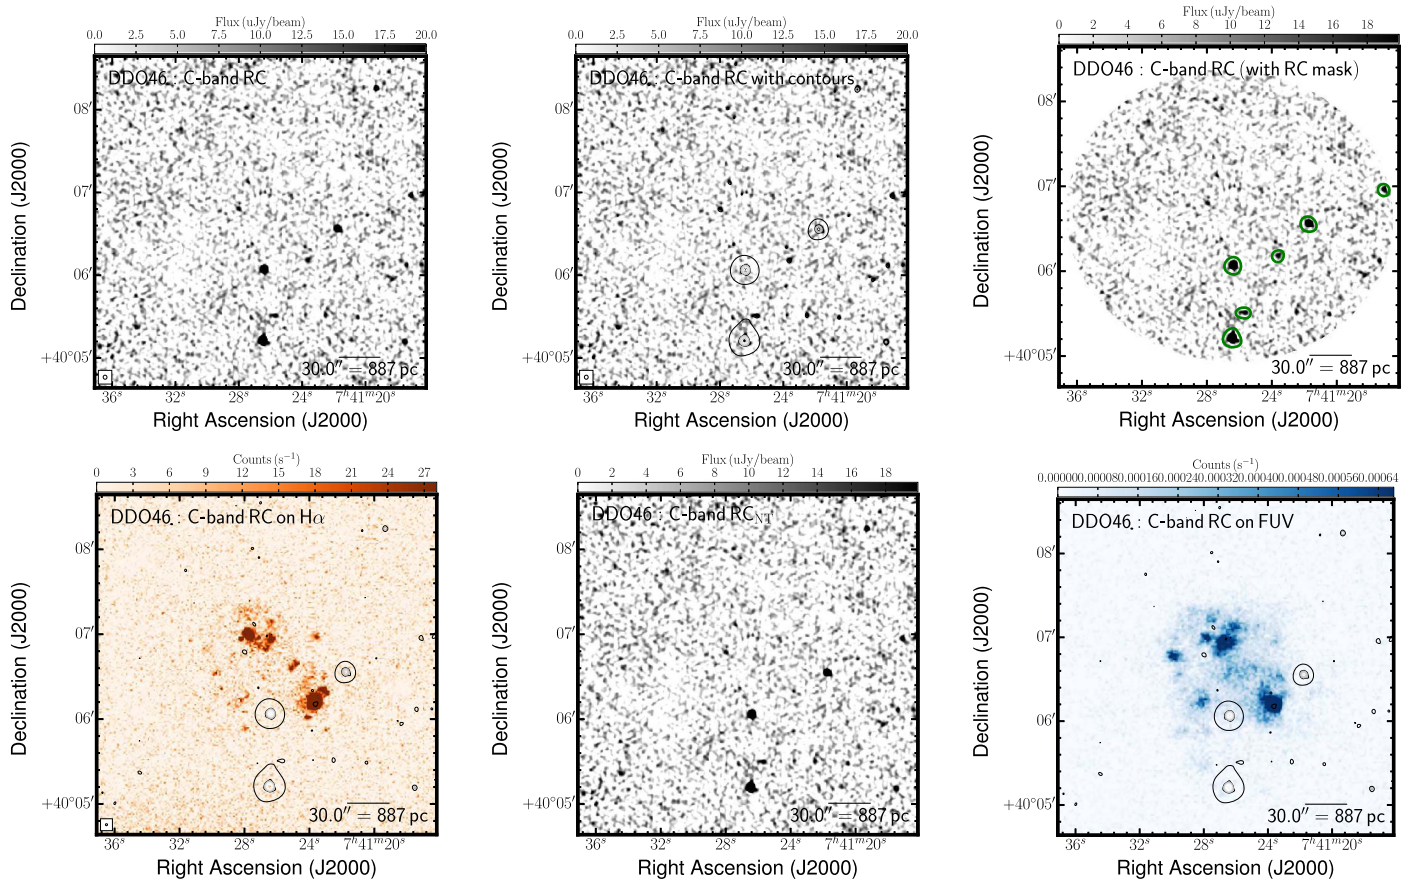 Flux (uJy/beam)
0.0 2.5 5.0 7.5 10.0 12.5 15.0 17.5 20.0
DDO46 : C-band RC
08′
07′
06′
+40°05′
Declination (J2000)
30.0″ = 887 pc
36ˢ 32ˢ 28ˢ 24ˢ 7ʰ41ᵐ20ˢ
Right Ascension (J2000)
Flux (uJy/beam)
0.0 2.5 5.0 7.5 10.0 12.5 15.0 17.5 20.0
DDO46 : C-band RC with contours
08′
07′
06′
+40°05′
Declination (J2000)
30.0″ = 887 pc
36ˢ 32ˢ 28ˢ 24ˢ 7ʰ41ᵐ20ˢ
Right Ascension (J2000)
Flux (uJy/beam)
0 2 4 6 8 10 12 14 16 18
DDO46 : C-band RC (with RC mask)
08′
07′
06′
+40°05′
Declination (J2000)
30.0″ = 887 pc
36ˢ 32ˢ 28ˢ 24ˢ 7ʰ41ᵐ20ˢ
Right Ascension (J2000)
Counts (s⁻¹)
0 3 6 9 12 15 18 21 24 27
DDO46 : C-band RC on Hα
08′
07′
06′
+40°05′
Declination (J2000)
30.0″ = 887 pc
36ˢ 32ˢ 28ˢ 24ˢ 7ʰ41ᵐ20ˢ
Right Ascension (J2000)
Flux (uJy/beam)
0 2 4 6 8 10 12 14 16 18
DDO46 : C-band RC_NT
08′
07′
06′
+40°05′
Declination (J2000)
30.0″ = 887 pc
36ˢ 32ˢ 28ˢ 24ˢ 7ʰ41ᵐ20ˢ
Right Ascension (J2000)
Counts (s⁻¹)
0.000000.000080.000160.000240.000320.000400.000480.000560.00064
DDO46 : C-band RC on FUV
08′
07′
06′
+40°05′
Declination (J2000)
30.0″ = 887 pc
36ˢ 32ˢ 28ˢ 24ˢ 7ʰ41ᵐ20ˢ
Right Ascension (J2000)